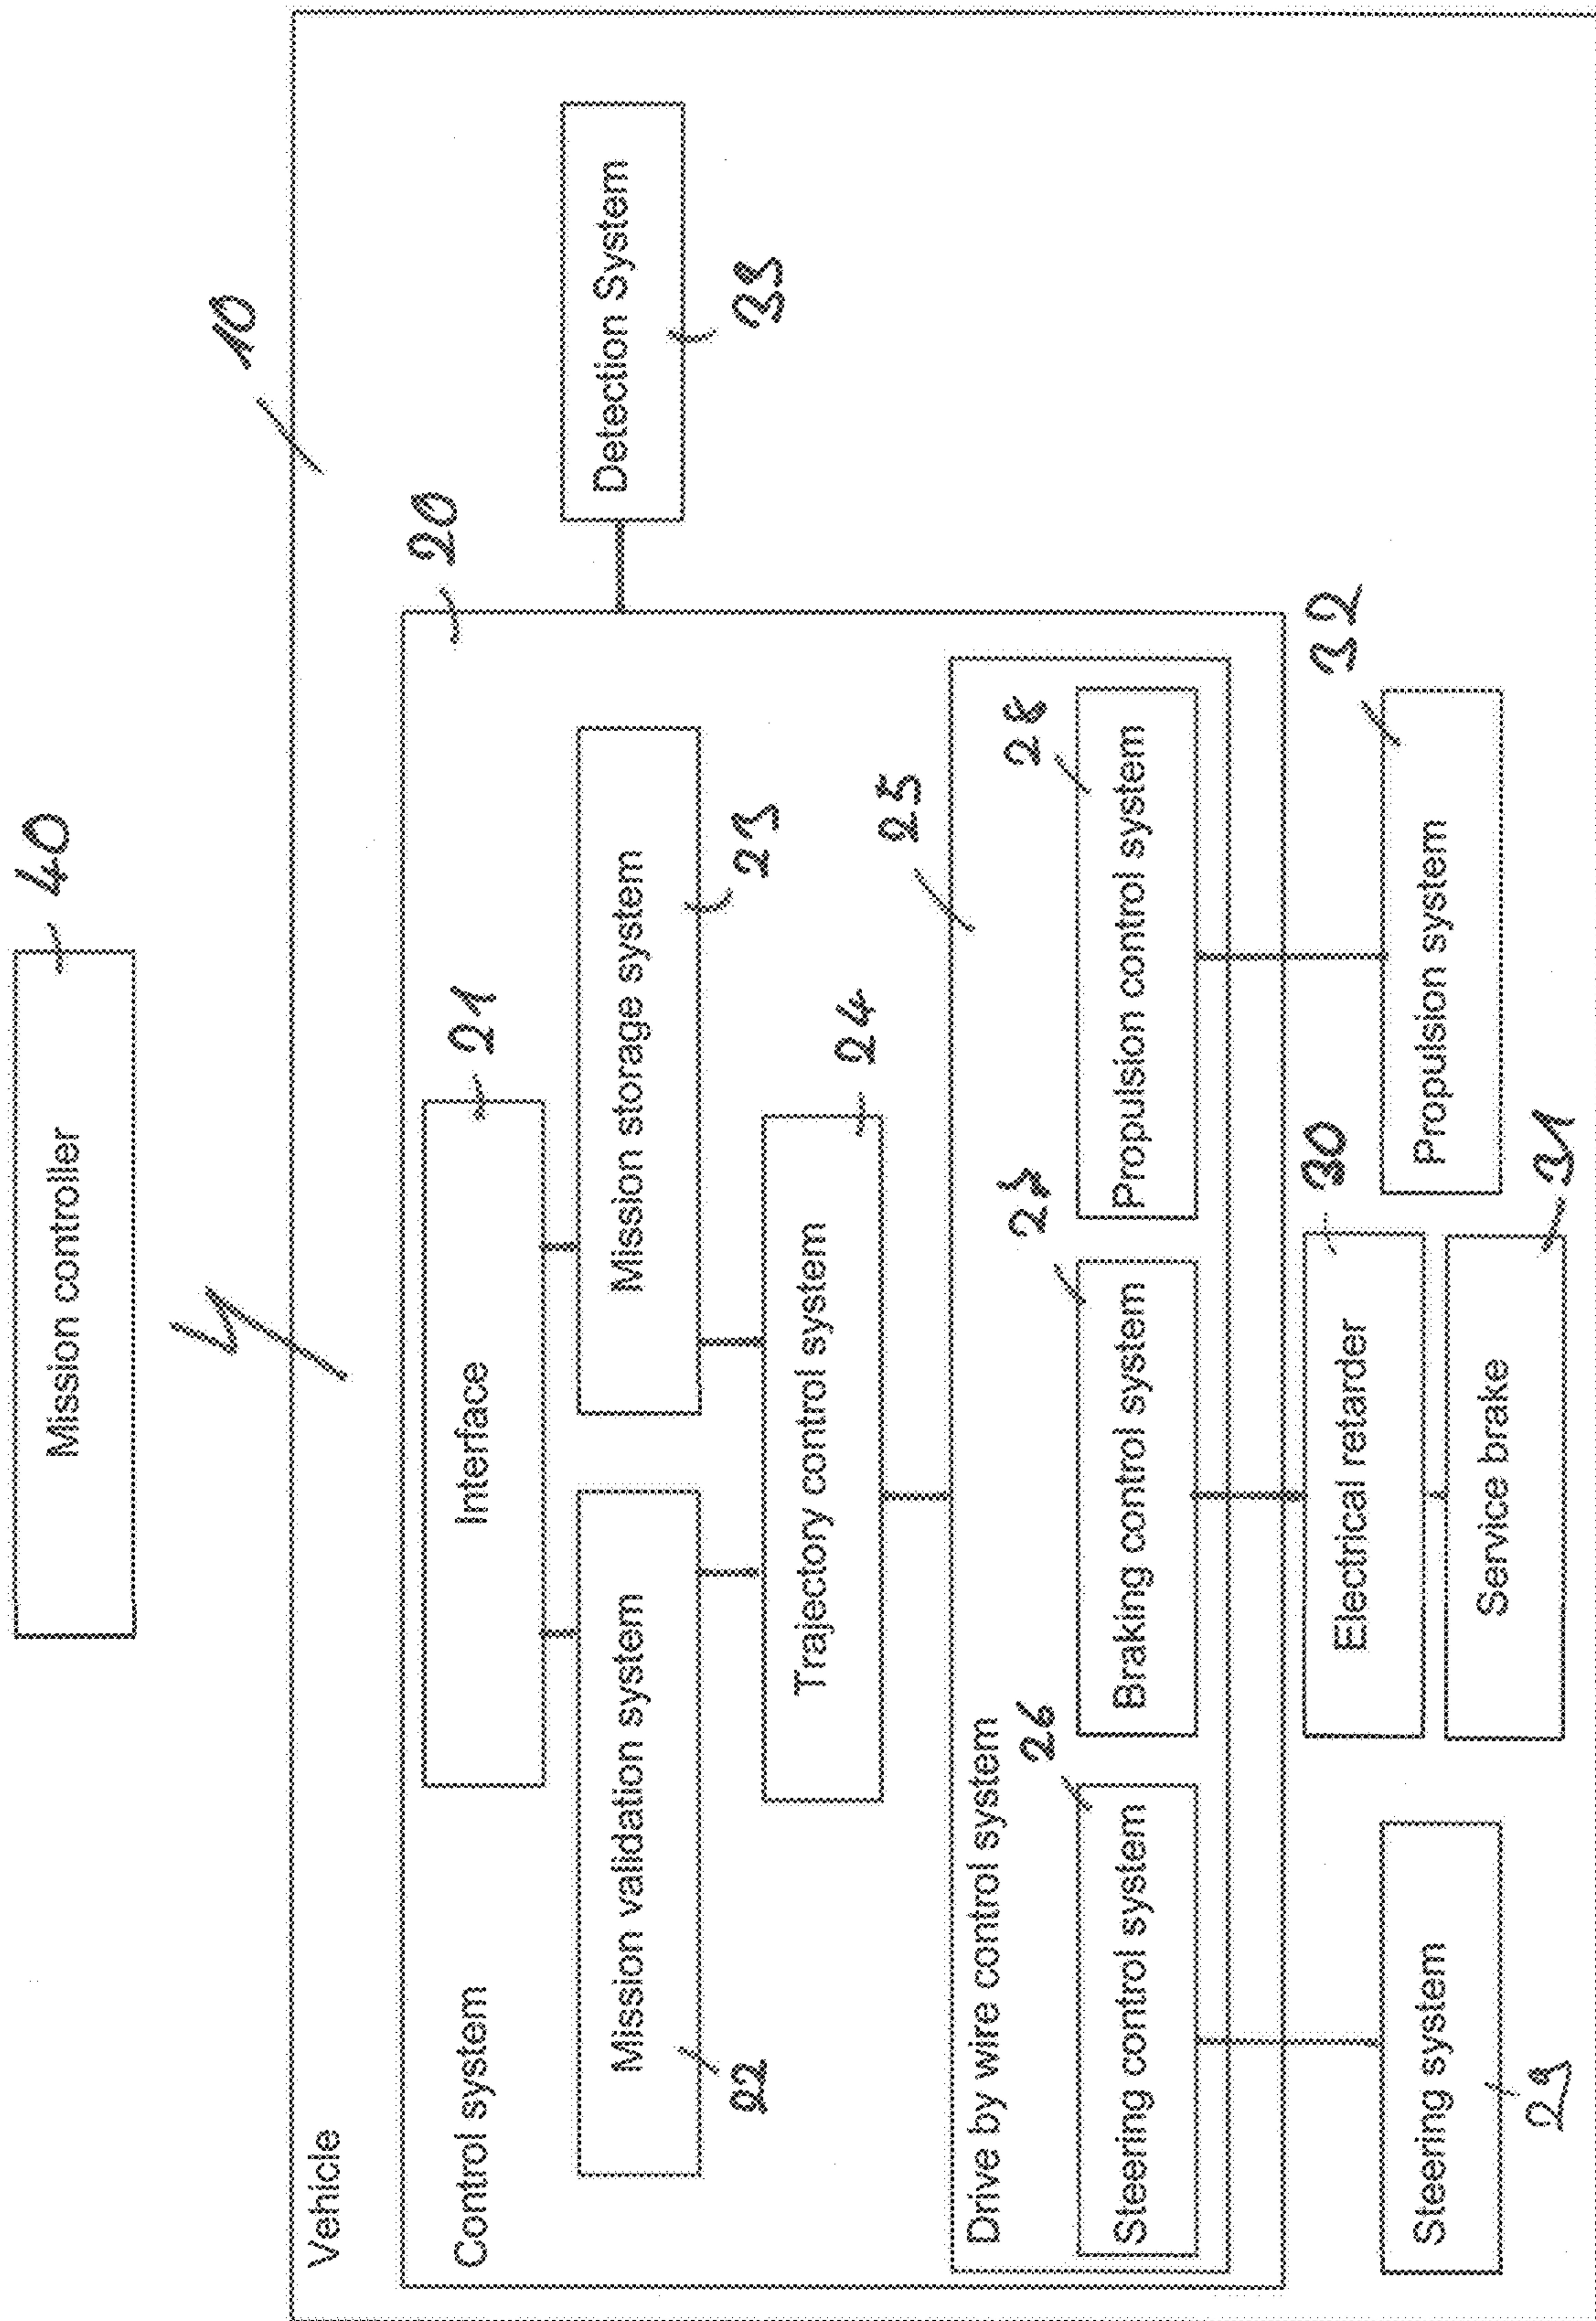 Mission controller
40
10
Vehicle
Control system
20
Interface
21
Mission validation system
22
Mission storage system
23
Detection System
33
Trajectory control system
24
25
Drive by wire control system
26
Steering control system
27
Braking control system
28
Propulsion control system
Steering system
29
Electrical retarder
30
Service brake
31
Propulsion system
32